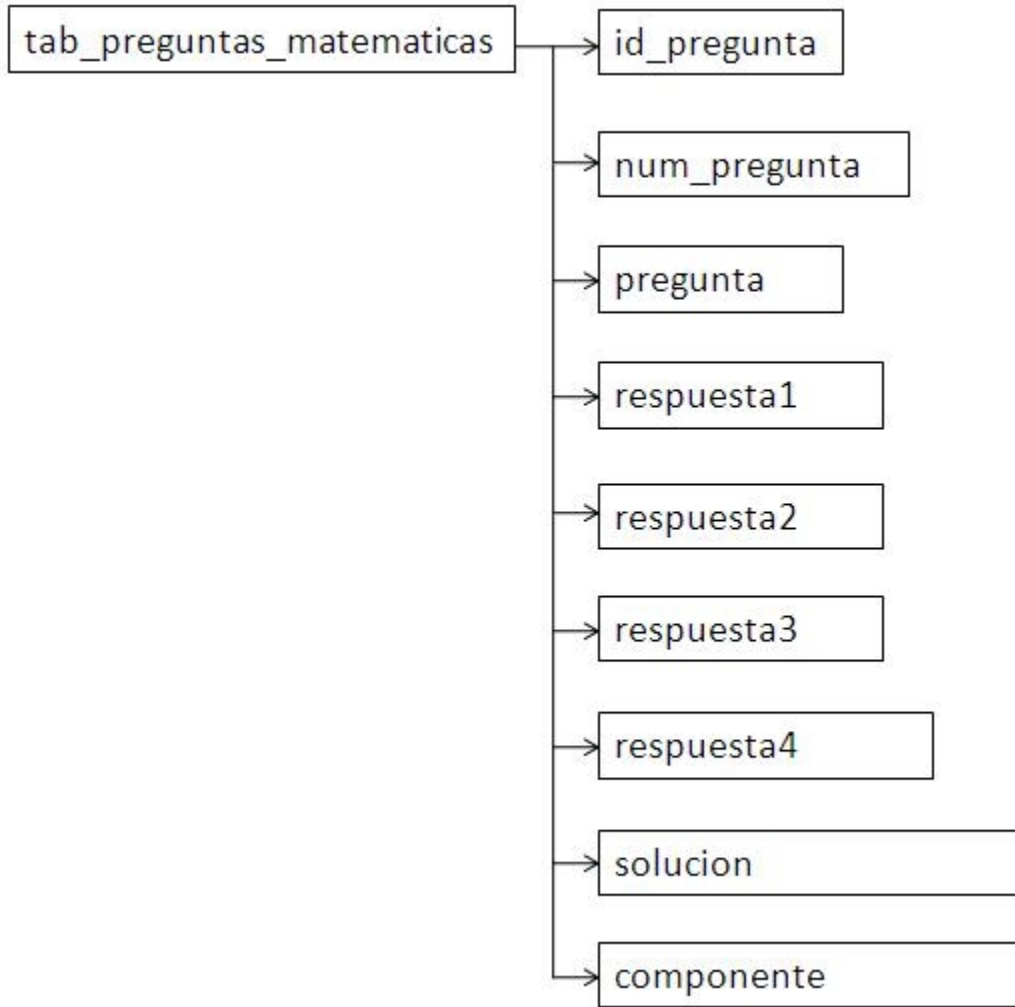 tab_preguntas_matematicas
id_pregunta
num_pregunta
pregunta
respuesta1
respuesta2
respuesta3
respuesta4
solucion
componente